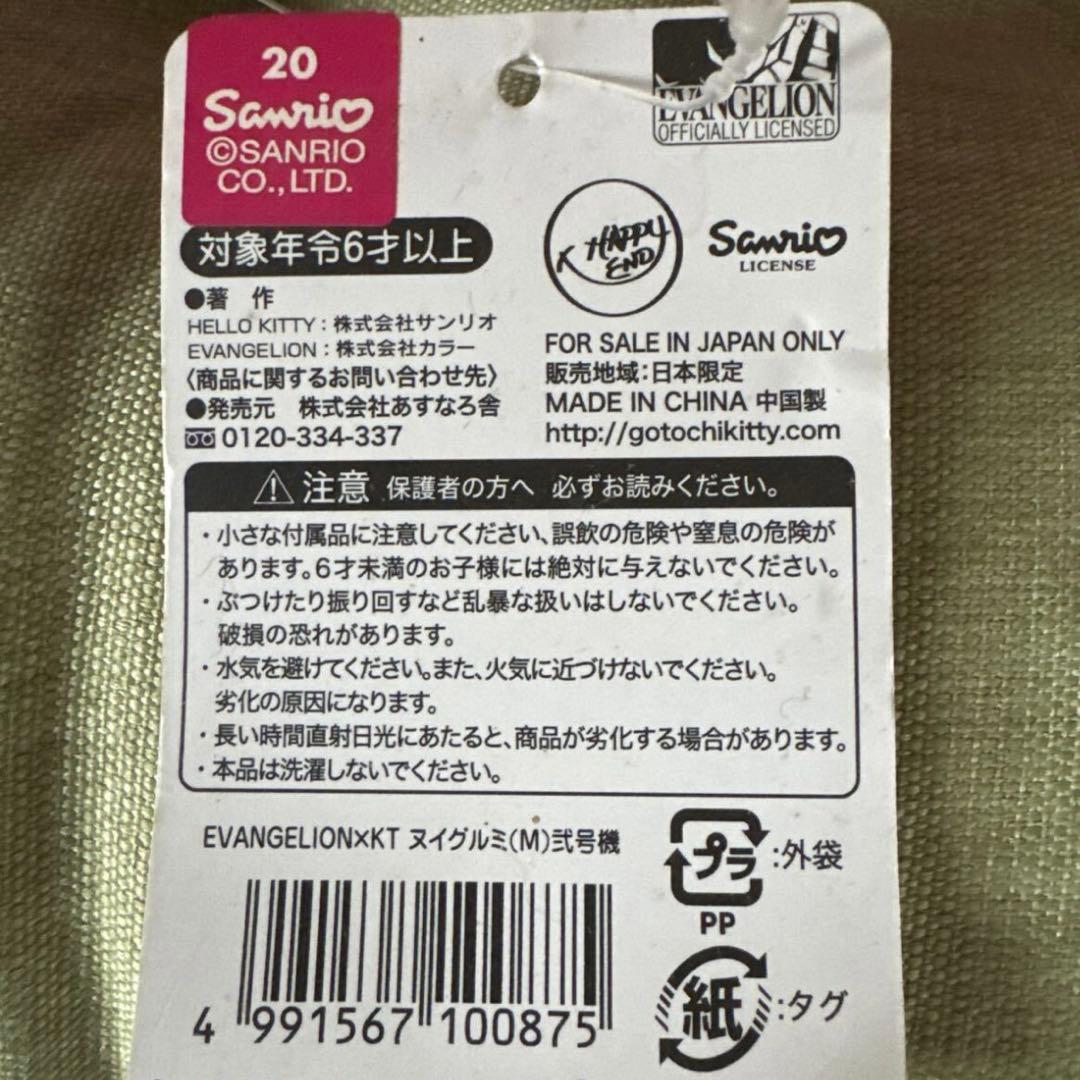 20
Sanrio
©SANRIO
CO., LTD.
EVANGELION
OFFICIALLY LICENSED
対象年令6才以上
●著 作
HELLO KITTY：株式会社サンリオ
EVANGELION：株式会社カラー
〈商品に関するお問い合わせ先〉
●発売元 株式会社あすなろ舎
0120-334-337
HAPPY
END
Sanrio
LICENSE
FOR SALE IN JAPAN ONLY
販売地域：日本限定
MADE IN CHINA 中国製
http://gotochikitty.com
注意 保護者の方へ 必ずお読みください。
・小さな付属品に注意してください、誤飲の危険や窒息の危険が
あります。6才未満のお子様には絶対に与えないでください。
・ぶつけたり振り回すなど乱暴な扱いはしないでください。
破損の恐れがあります。
・水気を避けてください。また、火気に近づけないでください。
劣化の原因になります。
・長い時間直射日光にあたると、商品が劣化する場合があります。
・本品は洗濯しないでください。
EVANGELION×KT ヌイグルミ(M)弐号機
4 991567 100875
プラ：外袋
PP
紙：タグ